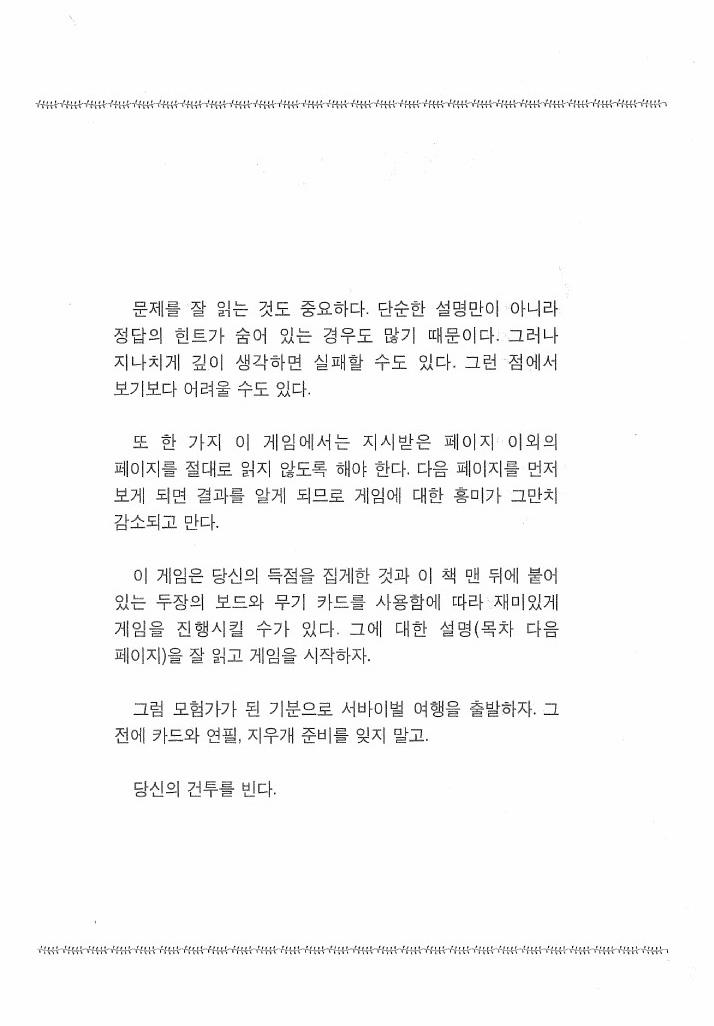 문제를 잘 읽는 것도 중요하다. 단순한 설명만이 아니라
정답의 힌트가 숨어 있는 경우도 많기 때문이다. 그러나
지나치게 깊이 생각하면 실패할 수도 있다. 그런 점에서
보기보다 어려울 수도 있다.
또 한 가지 이 게임에서는 지시받은 페이지 이외의
페이지를 절대로 읽지 않도록 해야 한다. 다음 페이지를 먼저
보게 되면 결과를 알게 되므로 게임에 대한 흥미가 그만치
감소되고 만다.
이 게임은 당신의 득점을 집게한 것과 이 책 맨 뒤에 붙어
있는 두장의 보드와 무기 카드를 사용함에 따라 재미있게
게임을 진행시킬 수가 있다. 그에 대한 설명(목차 다음
페이지)을 잘 읽고 게임을 시작하자.
그럼 모험가가 된 기분으로 서바이벌 여행을 출발하자. 그
전에 카드와 연필, 지우개 준비를 잊지 말고.
당신의 건투를 빈다.